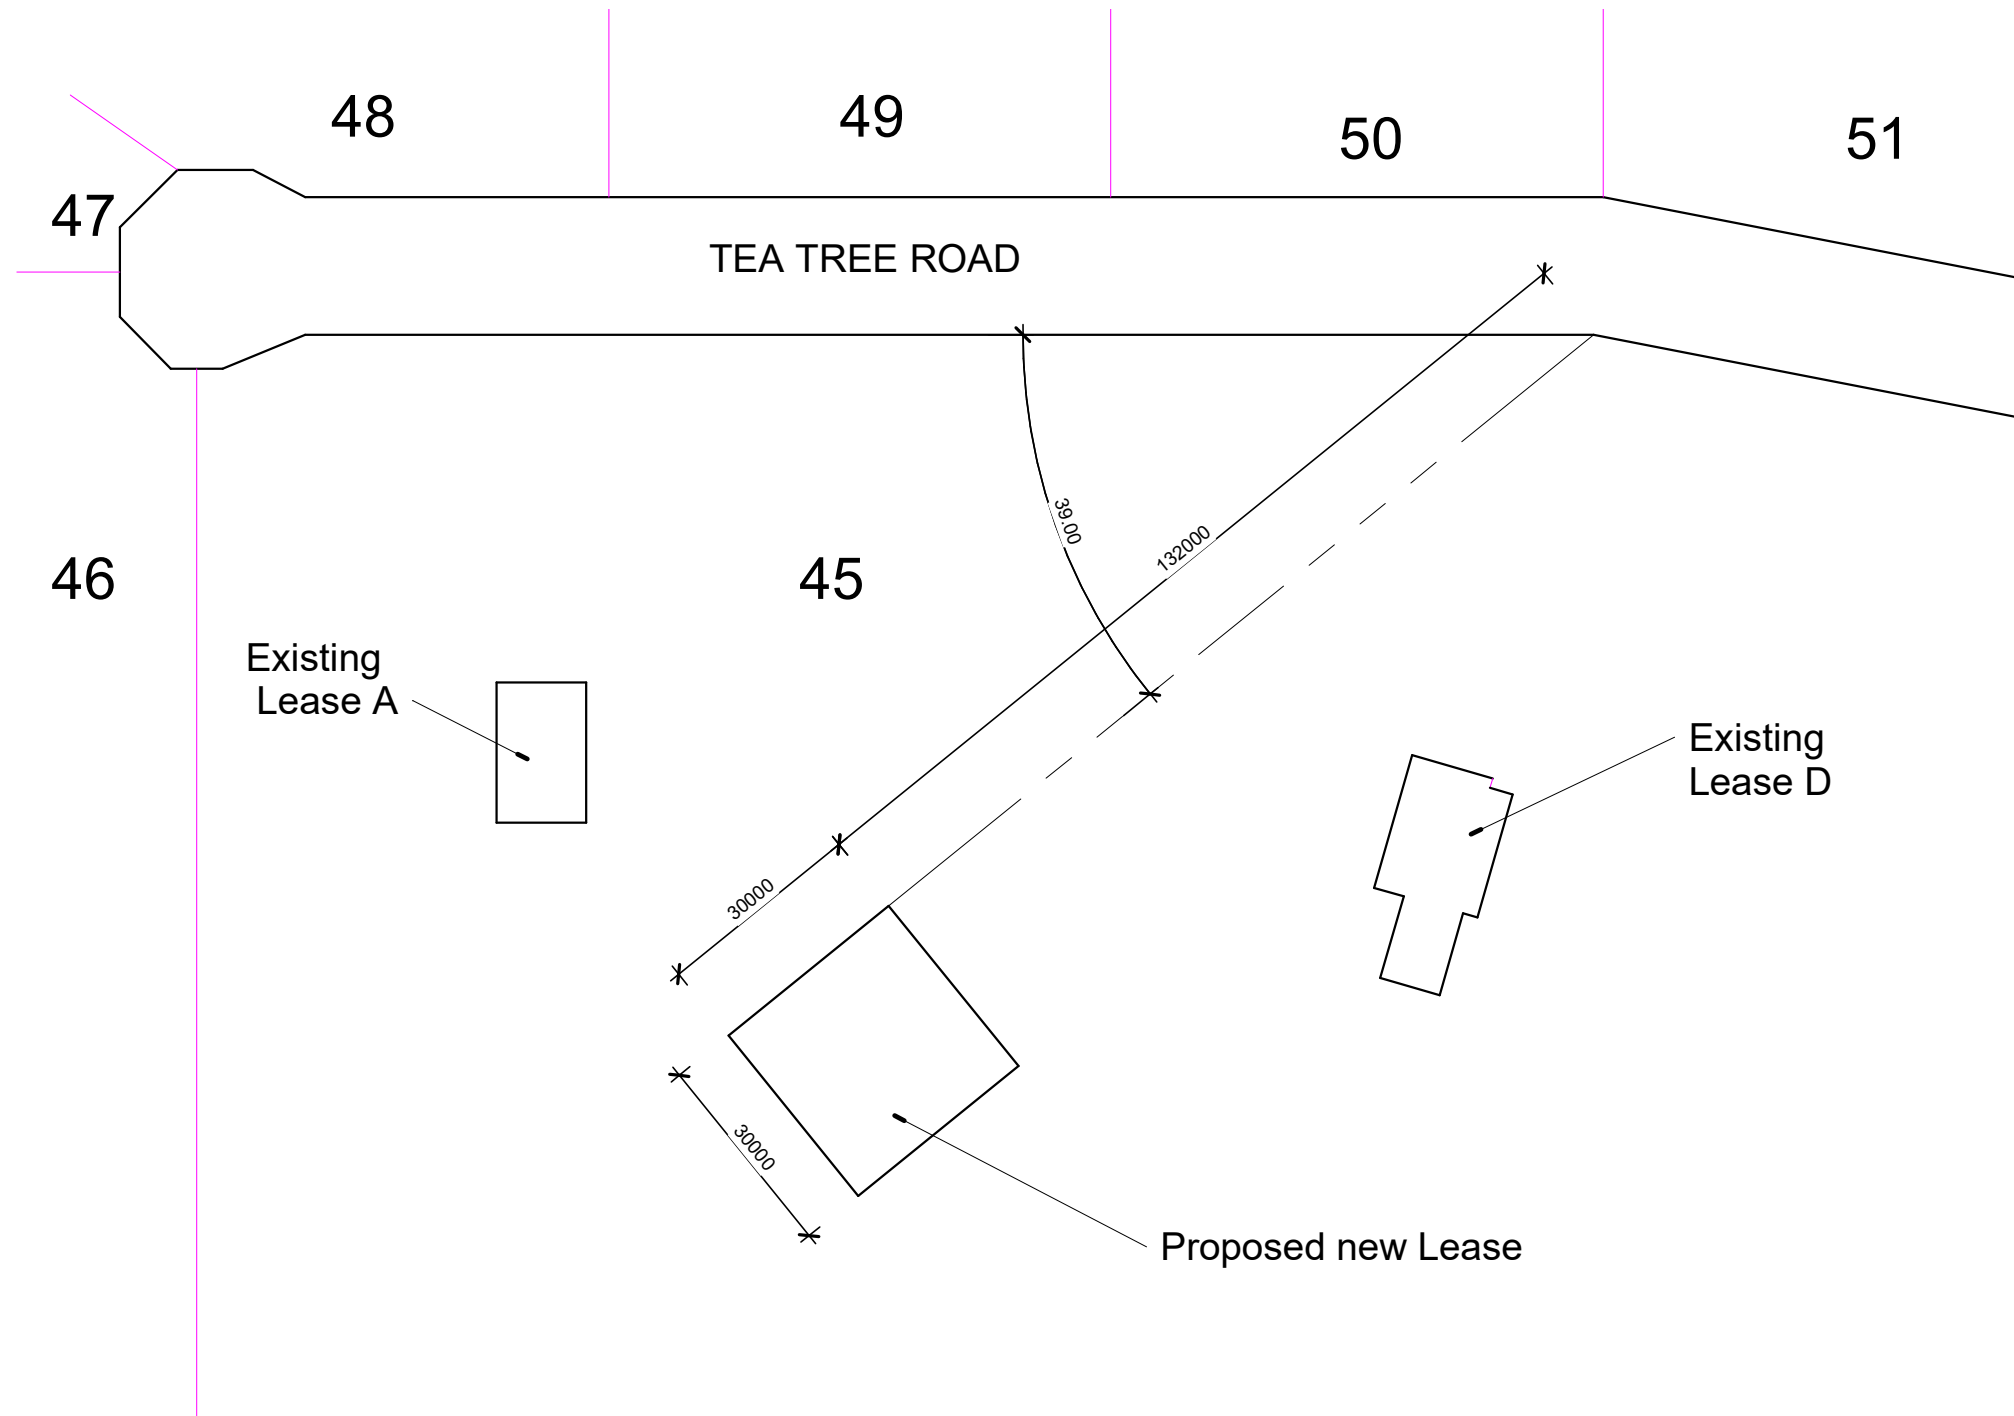 48
49
50
51
47
TEA TREE ROAD
39.00
132000
46
45
Existing
Lease A
Existing
Lease D
30000
30000
Proposed new Lease